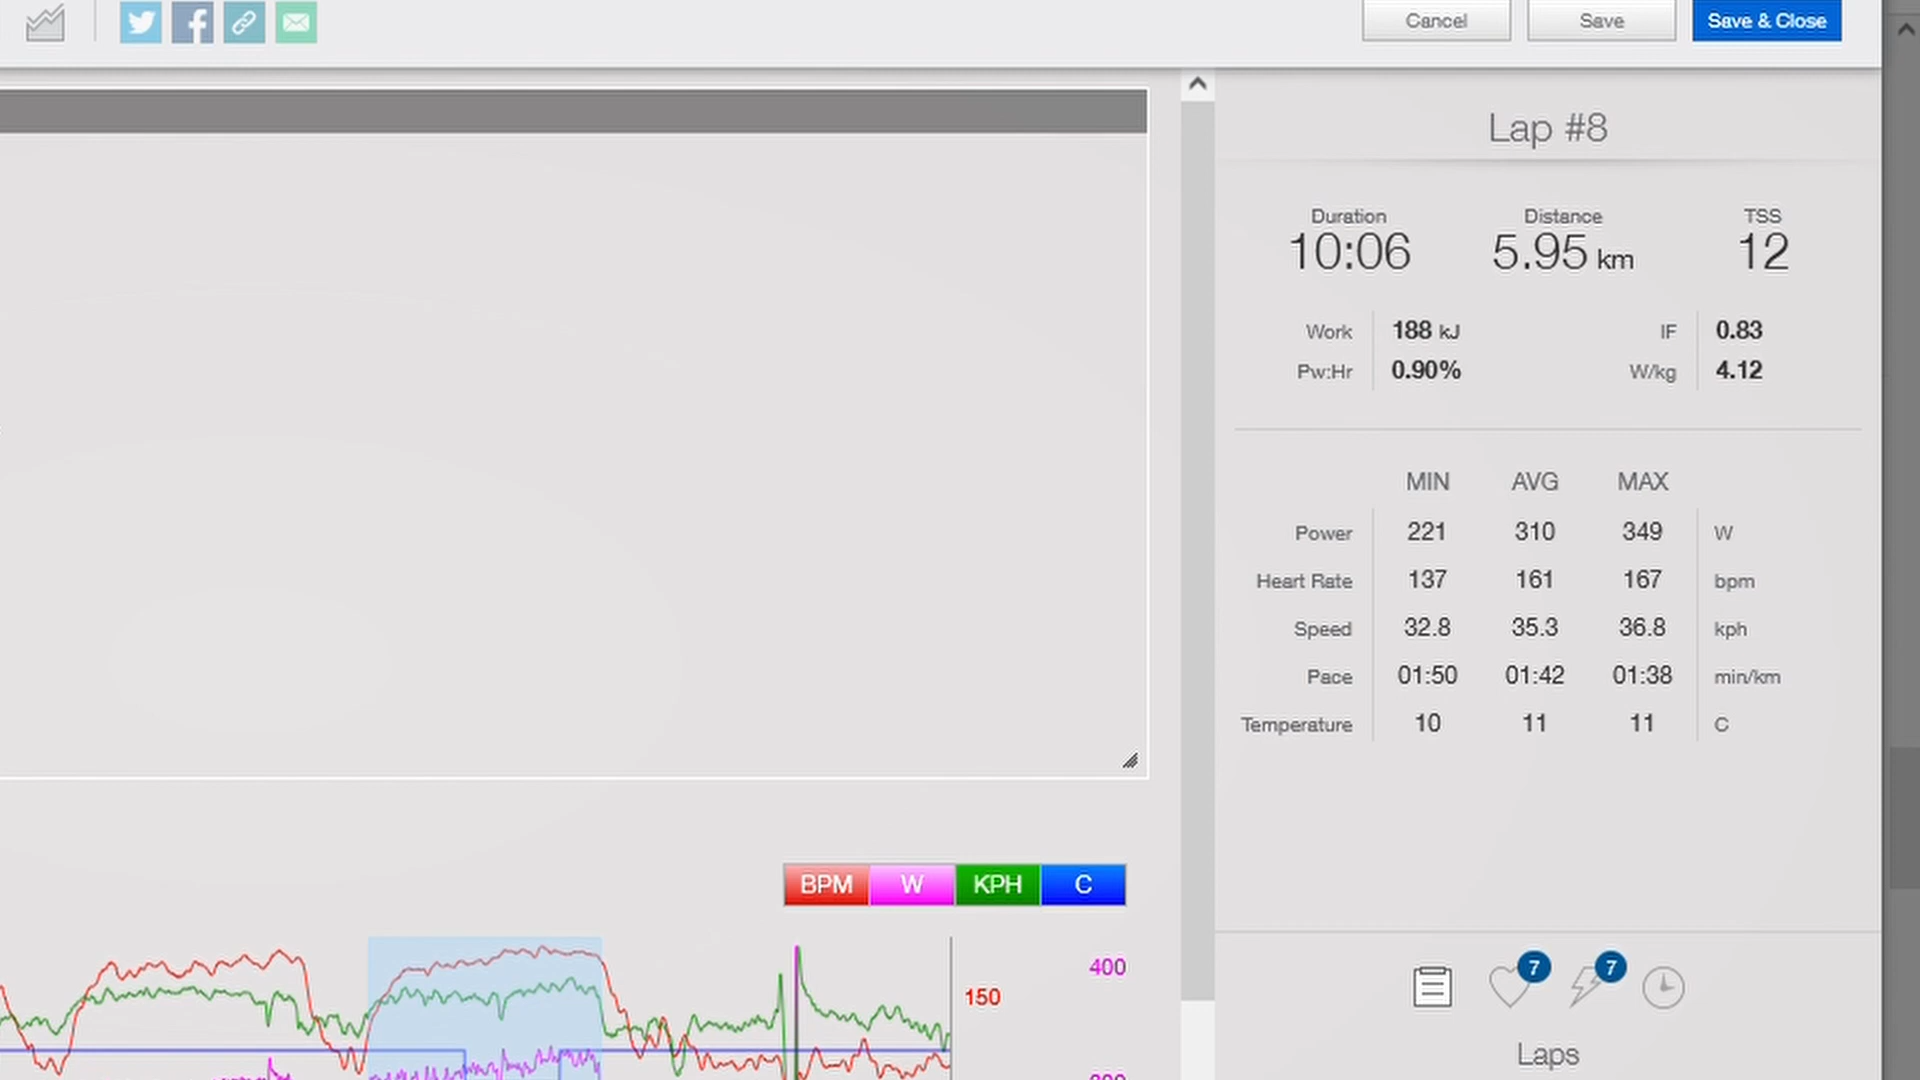 Cancel
Save
Save & Close
Lap #8
Duration Distance TSS
10:06 5.95 km 12
Work 188 kJ IF 0.83
Pw:Hr 0.90% W/kg 4.12
MIN AVG MAX
Power 221 310 349 W
Heart Rate 137 161 167 bpm
Speed 32.8 35.3 36.8 kph
Pace 01:50 01:42 01:38 min/km
Temperature 10 11 11 C
BPM W KPH C
400
150
7 7
Laps